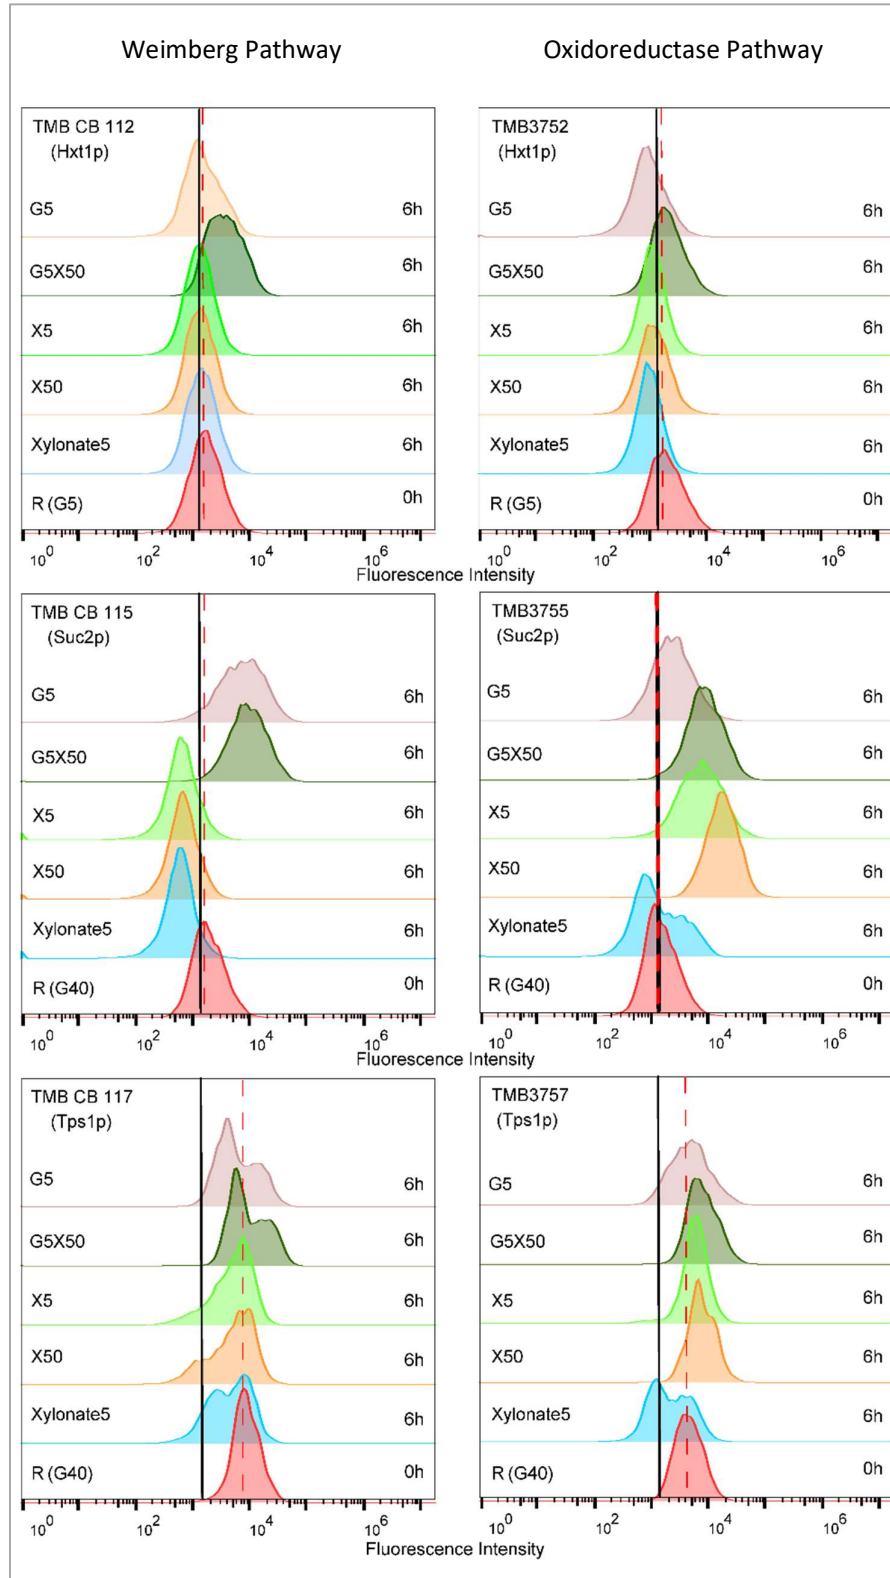 Weimberg Pathway Oxidoreductase Pathway
TMB CB 112
(Hxt1p)
G5 6h
G5X50 6h
X5 6h
X50 6h
Xylonate5 6h
R (G5) 0h
10^0 10^2 10^4 10^6
TMB3752
(Hxt1p)
G5 6h
G5X50 6h
X5 6h
X50 6h
Xylonate5 6h
R (G5) 0h
10^0 10^2 10^4 10^6
Fluorescence Intensity
TMB CB 115
(Suc2p)
G5 6h
G5X50 6h
X5 6h
X50 6h
Xylonate5 6h
R (G40) 0h
10^0 10^2 10^4 10^6
TMB3755
(Suc2p)
G5 6h
G5X50 6h
X5 6h
X50 6h
Xylonate5 6h
R (G40) 0h
10^0 10^2 10^4 10^6
Fluorescence Intensity
TMB CB 117
(Tps1p)
G5 6h
G5X50 6h
X5 6h
X50 6h
Xylonate5 6h
R (G40) 0h
10^0 10^2 10^4 10^6
TMB3757
(Tps1p)
G5 6h
G5X50 6h
X5 6h
X50 6h
Xylonate5 6h
R (G40) 0h
10^0 10^2 10^4 10^6
Fluorescence Intensity